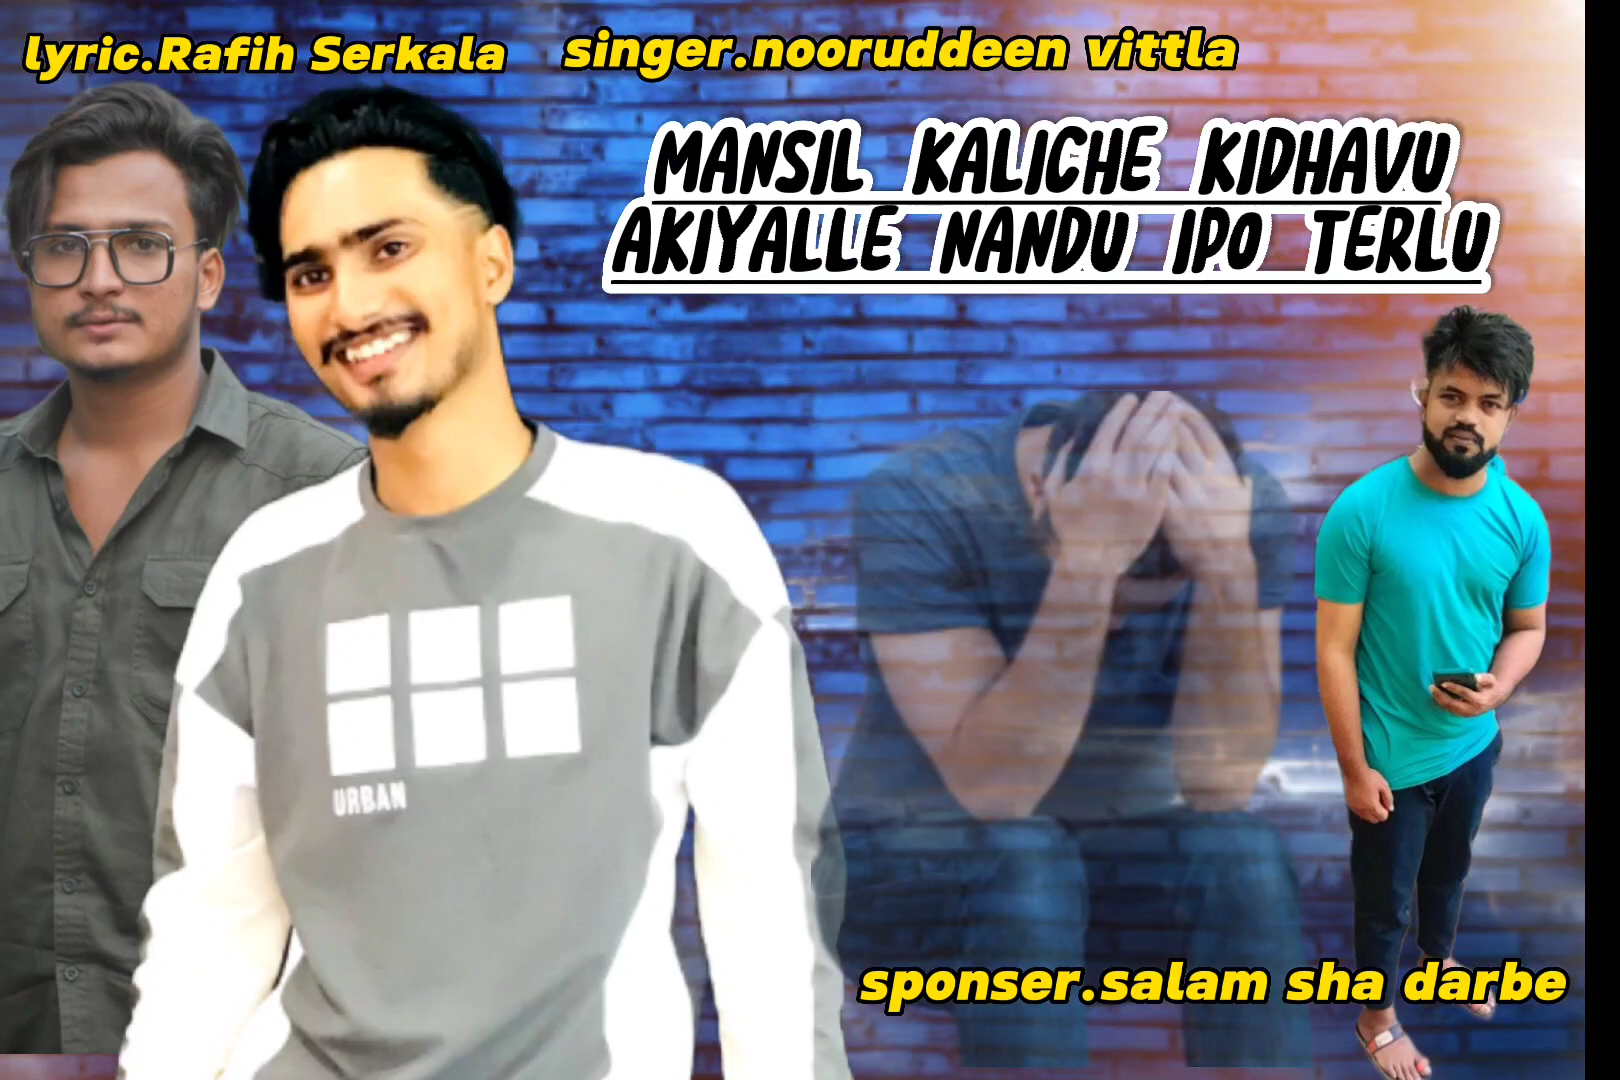 lyric.Rafih Serkala
singer.nooruddeen vittla
MANSIL KALICHE KIDHAVU
AKIYALLE NANDU IPO TERLU
URBAN
sponser.salam sha darbe